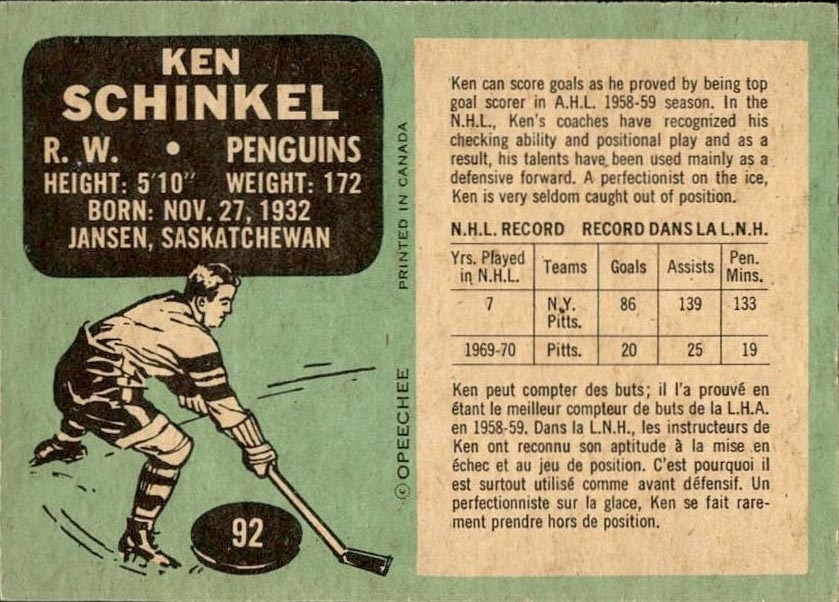 KEN
SCHINKEL
R. W. • PENGUINS
HEIGHT: 5'10" WEIGHT: 172
BORN: NOV. 27, 1932
JANSEN, SASKATCHEWAN
92
PRINTED IN CANADA
© OPEECHEE
Ken can score goals as he proved by being top
goal scorer in A.H.L. 1958-59 season. In the
N.H.L., Ken's coaches have recognized his
checking ability and positional play and as a
result, his talents have been used mainly as a
defensive forward. A perfectionist on the ice,
Ken is very seldom caught out of position.
N.H.L. RECORD RECORD DANS LA L.N.H.
Yrs. Played in N.H.L. Teams Goals Assists Pen. Mins.
7 N.Y. Pitts. 86 139 133
1969-70 Pitts. 20 25 19
Ken peut compter des buts; il l'a prouvé en
étant le meilleur compteur de buts de la L.H.A.
en 1958-59. Dans la L.N.H., les instructeurs de
Ken ont reconnu son aptitude à la mise en
échec et au jeu de position. C'est pourquoi il
est surtout utilisé comme avant défensif. Un
perfectionniste sur la glace, Ken se fait rare-
ment prendre hors de position.